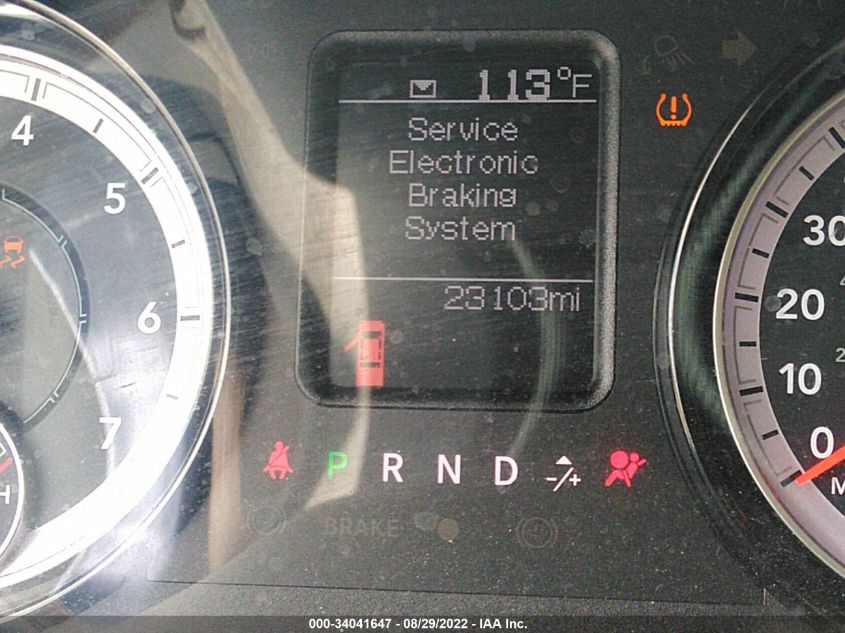 113°F
Service
Electronic
Braking
System
23103mi
4
5
6
7
H
30
20
10
0
M
P R N D -/+
BRAKE
000-34041647 - 08/29/2022 - IAA Inc.